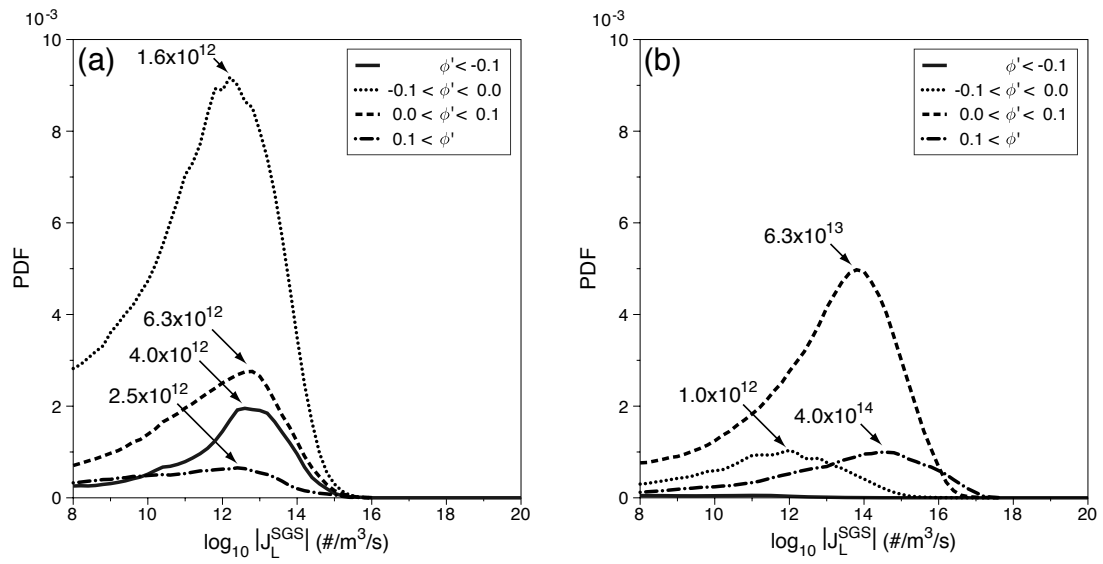 10⁻³
(a)
1.6x10¹²
ϕ' < -0.1
-0.1 < ϕ' < 0.0
0.0 < ϕ' < 0.1
0.1 < ϕ'
6.3x10¹²
4.0x10¹²
2.5x10¹²
PDF
10
8
6
4
2
0
8 10 12 14 16 18 20
log₁₀ |J_L^SGS| (#/m³/s)
10⁻³
(b)
ϕ' < -0.1
-0.1 < ϕ' < 0.0
0.0 < ϕ' < 0.1
0.1 < ϕ'
6.3x10¹³
1.0x10¹²
4.0x10¹⁴
PDF
10
8
6
4
2
0
8 10 12 14 16 18 20
log₁₀ |J_L^SGS| (#/m³/s)